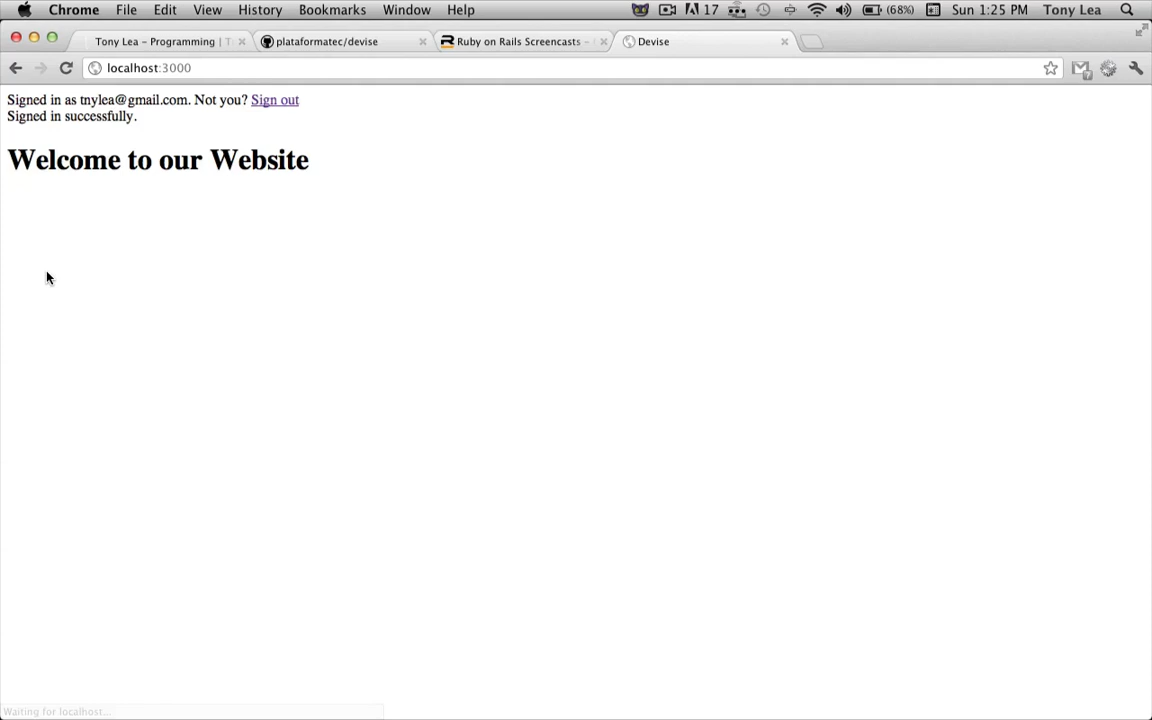 Chrome File Edit View History Bookmarks Window Help 17 (68%) Sun 1:25 PM Tony Lea
Tony Lea – Programming | T plataformatec/devise Ruby on Rails Screencasts – Devise
localhost:3000
Signed in as tnylea@gmail.com. Not you? Sign out
Signed in successfully.
Welcome to our Website
Waiting for localhost...